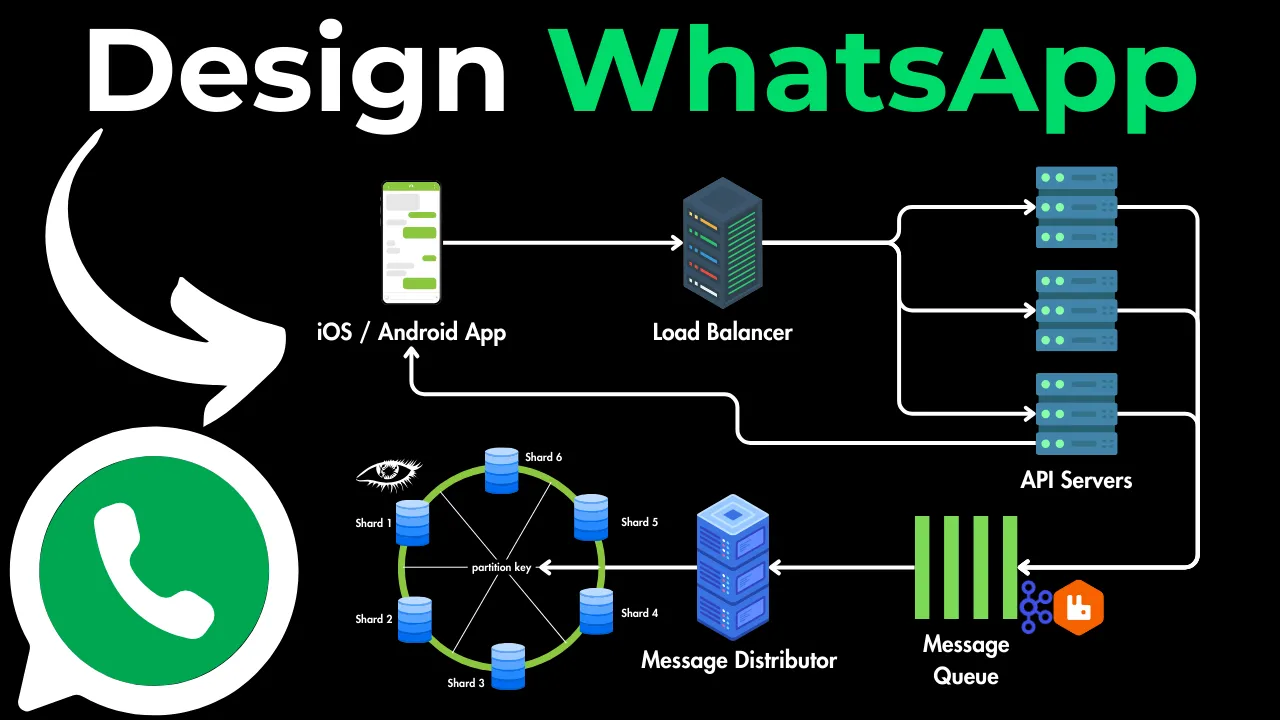 Design WhatsApp
iOS / Android App
Load Balancer
API Servers
Shard 6
Shard 1
Shard 5
partition key
Shard 2
Shard 4
Shard 3
Message Distributor
Message
Queue